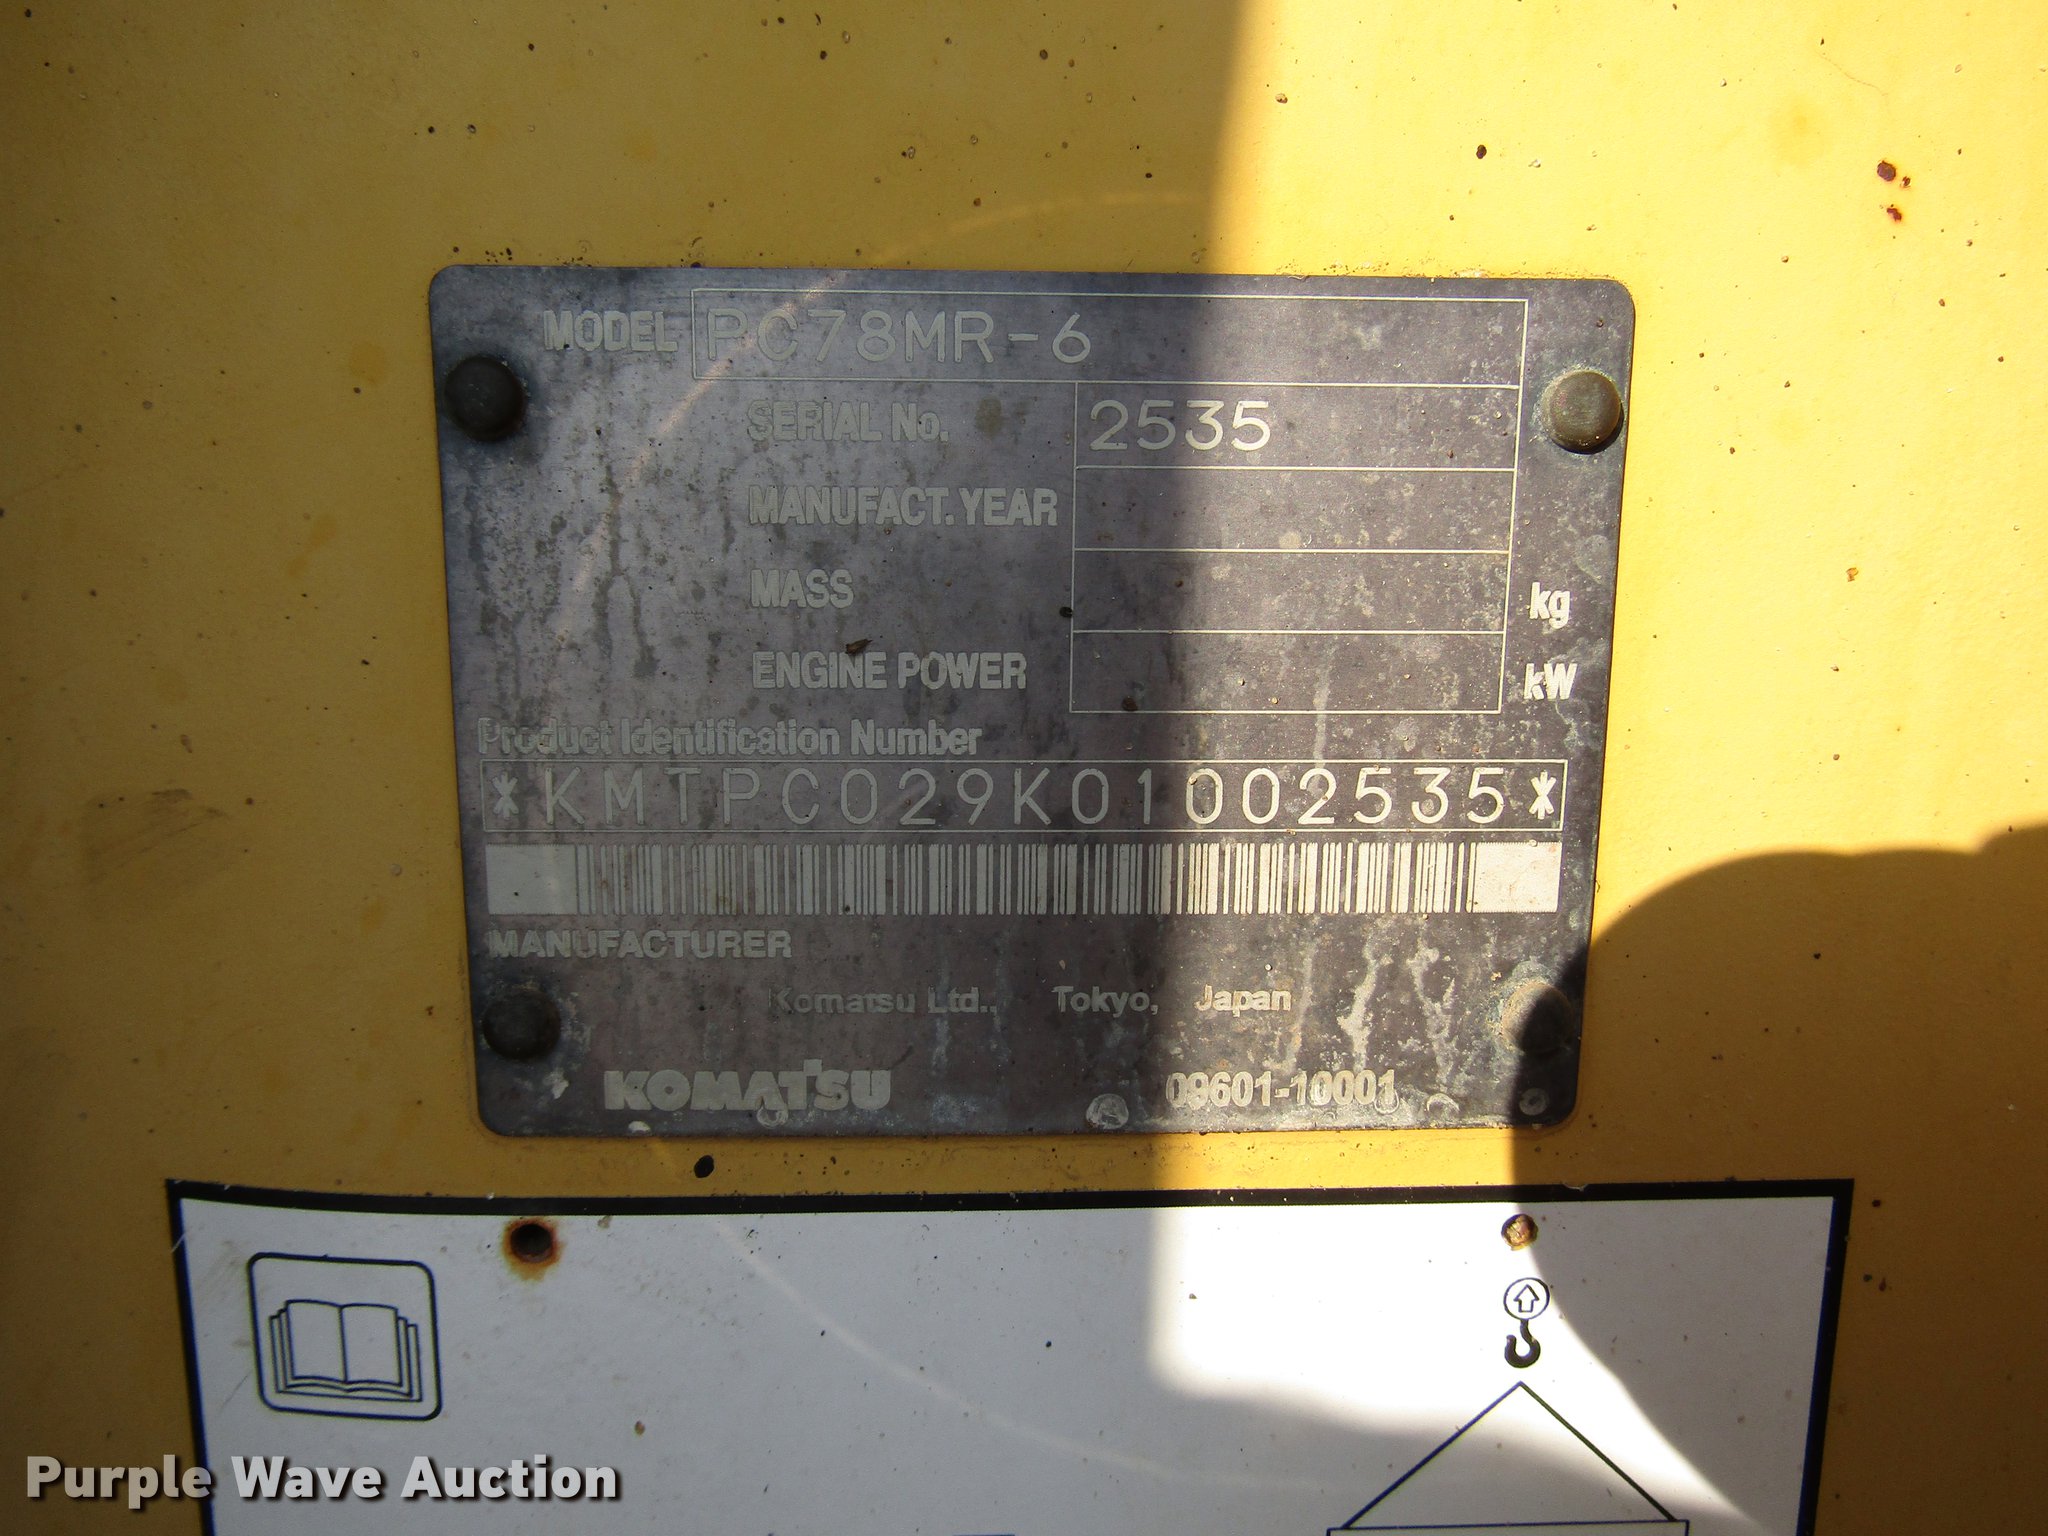 MODEL PC78MR-6
SERIAL No. 2535
MANUFACT. YEAR
MASS kg
ENGINE POWER kW
Product Identification Number
*KMTPC029K01002535*
MANUFACTURER
Komatsu Ltd., Tokyo, Japan
KOMATSU 09601-10001
Purple Wave Auction